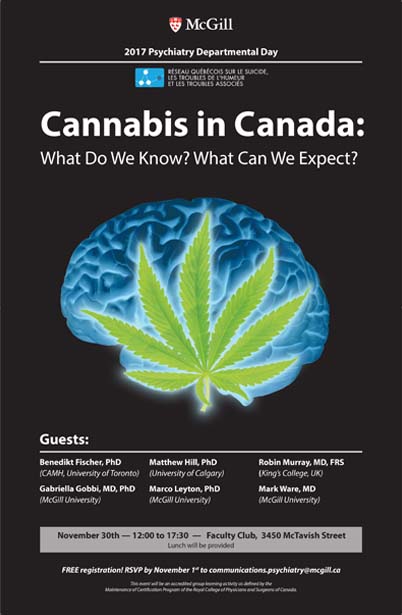 McGill
2017 Psychiatry Departmental Day
RÉSEAU QUÉBÉCOIS SUR LE SUICIDE,
LES TROUBLES DE L'HUMEUR
ET LES TROUBLES ASSOCIÉS
Cannabis in Canada:
What Do We Know? What Can We Expect?
Guests:
Benedikt Fischer, PhD
(CAMH, University of Toronto)
Matthew Hill, PhD
(University of Calgary)
Robin Murray, MD, FRS
(King's College, UK)
Gabriella Gobbi, MD, PhD
(McGill University)
Marco Leyton, PhD
(McGill University)
Mark Ware, MD
(McGill University)
November 30th — 12:00 to 17:30 — Faculty Club, 3450 McTavish Street
Lunch will be provided
FREE registration! RSVP by November 1st to communications.psychiatry@mcgill.ca
This event will be an accredited group learning activity as defined by the
Maintenance of Certification Program of the Royal College of Physicians and Surgeons of Canada.